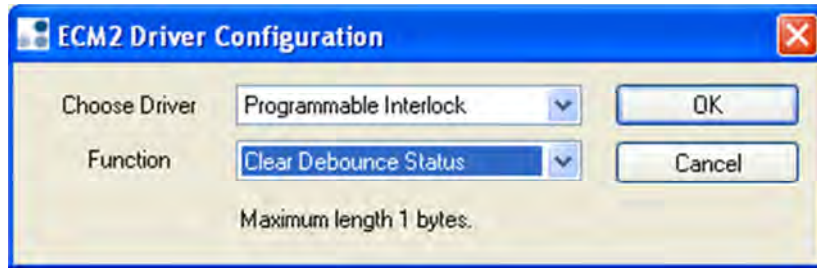 ECM2 Driver Configuration
Choose Driver Programmable Interlock OK
Function Clear Debounce Status Cancel
Maximum length 1 bytes.